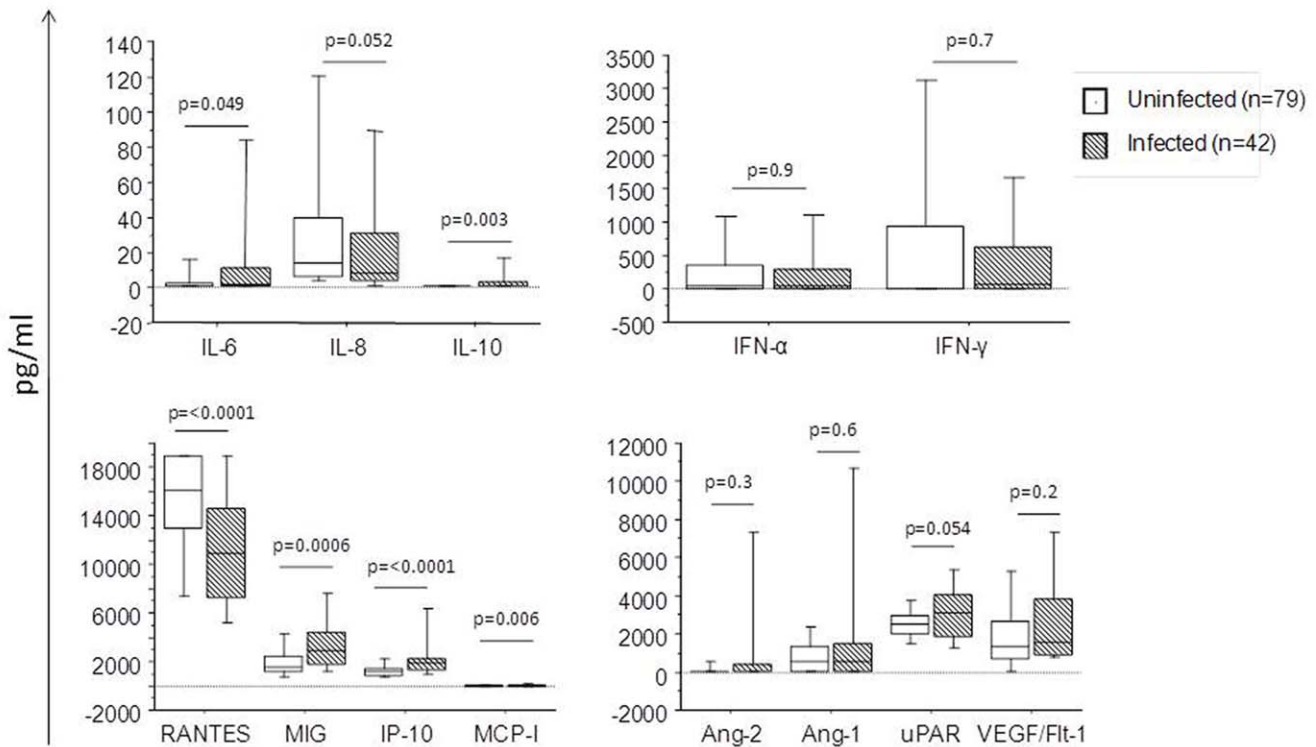 pg/ml
p=0.049
p=0.052
p=0.003
140
120
100
80
60
40
20
0
-20
IL-6 IL-8 IL-10
p=0.9
p=0.7
3500
3000
2500
2000
1500
1000
500
0
-500
IFN-α IFN-γ
Uninfected (n=79)
Infected (n=42)
p=<0.0001
p=0.0006
p=<0.0001
p=0.006
18000
14000
10000
6000
2000
-2000
RANTES MIG IP-10 MCP-I
p=0.3
p=0.6
p=0.054
p=0.2
12000
10000
8000
6000
4000
2000
0
-2000
Ang-2 Ang-1 uPAR VEGF/Flt-1